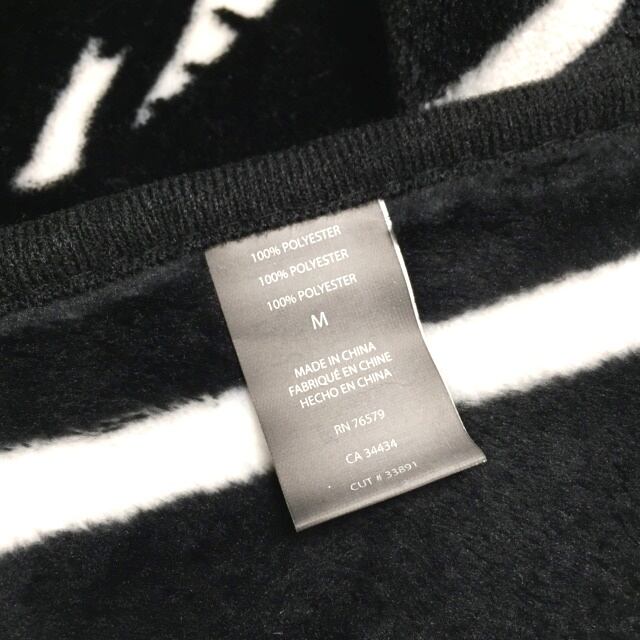 100% POLYESTER
100% POLYESTER
100% POLYESTER
M
MADE IN CHINA
FABRIQUÉ EN CHINE
HECHO EN CHINA
RN 76579
CA 34434
CUT # 33891